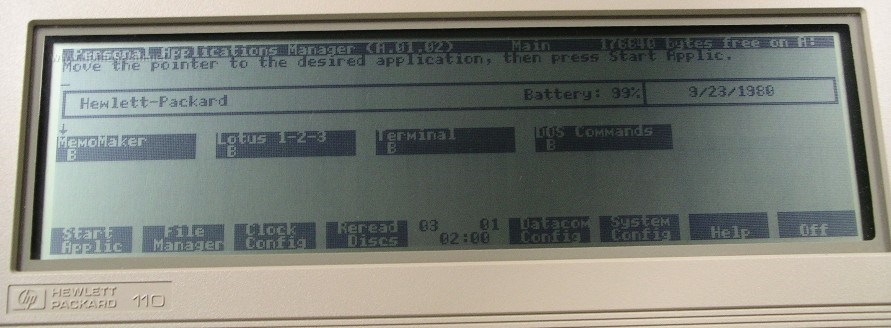 Personal Applications Manager (A.01.02) Main 176640 bytes free on A:
Move the pointer to the desired application, then press Start Applic.
Hewlett-Packard Battery: 99% 9/23/1980
MemoMaker Lotus 1-2-3 Terminal DOS Commands
B B B B
Start File Clock Reread 03 01 Datacom System
Applic Manager Config Discs 02:00 Config Config Help Off
hp HEWLETT
PACKARD 110